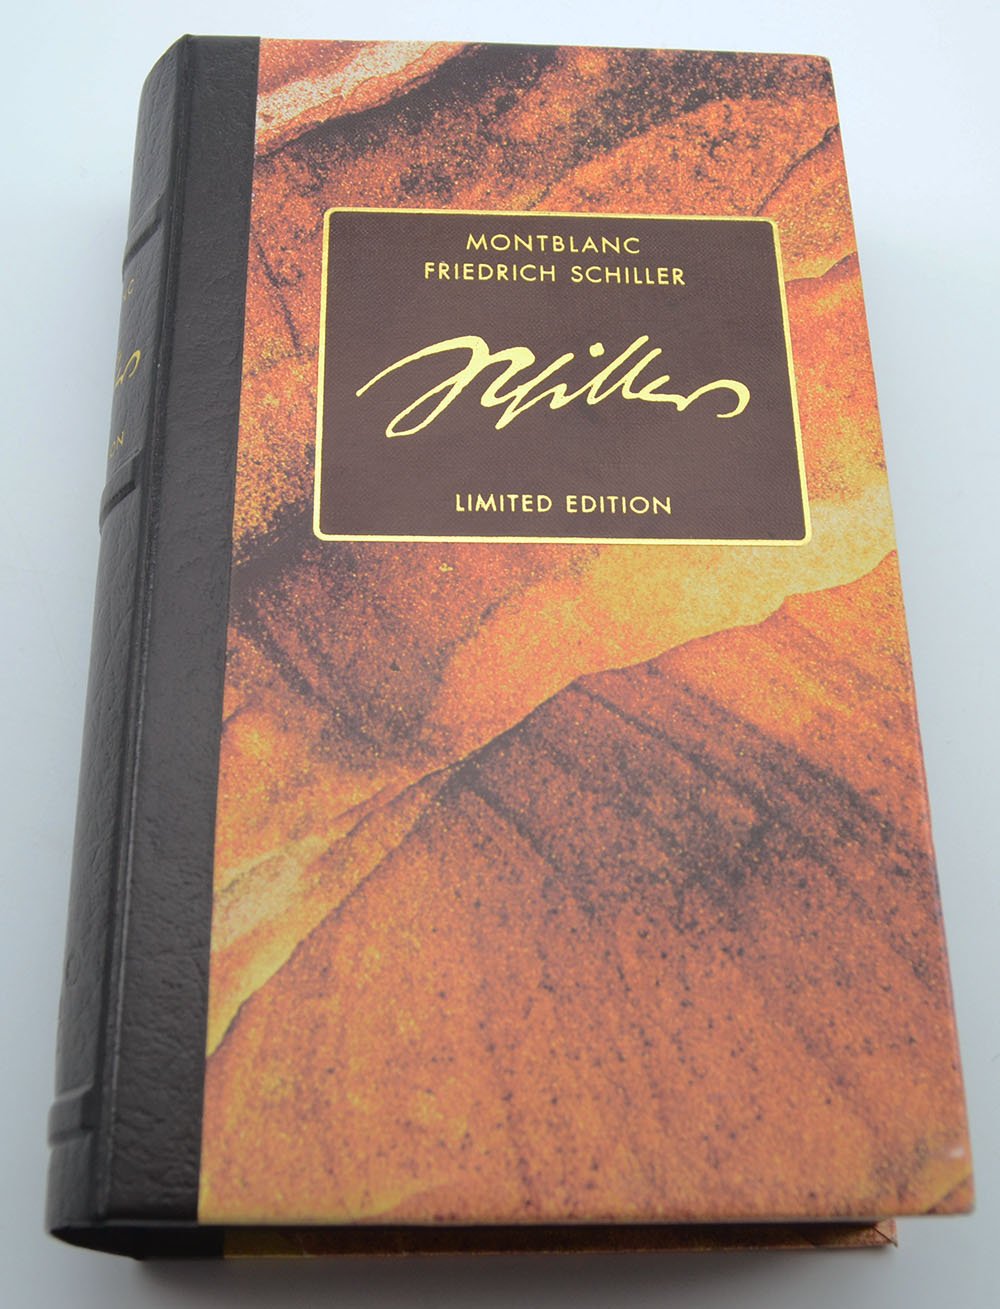 MONTBLANC
FRIEDRICH SCHILLER
Schiller
LIMITED EDITION